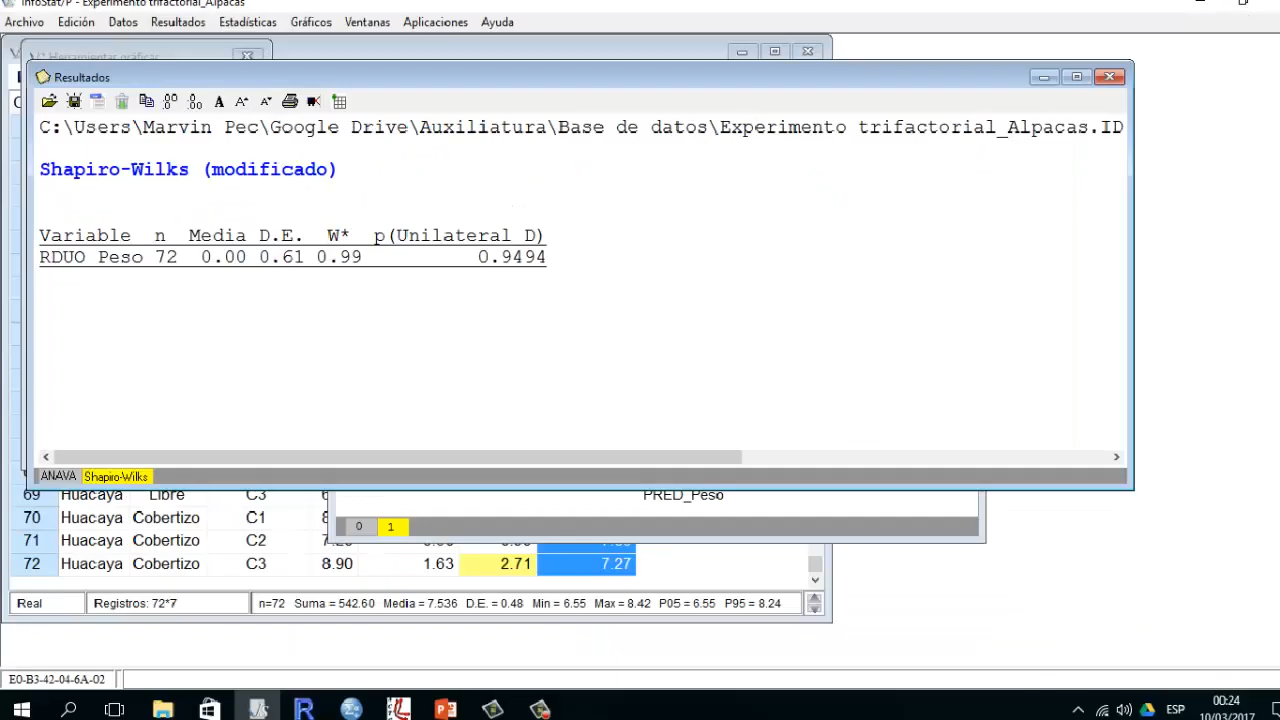 InfoStat/P - Experimento trifactorial_Alpacas
Archivo Edición Datos Resultados Estadísticas Gráficos Ventanas Aplicaciones Ayuda
Herramientas gráficas
Resultados
C:\Users\Marvin Pec\Google Drive\Auxiliatura\Base de datos\Experimento trifactorial_Alpacas.ID
Shapiro-Wilks (modificado)
Variable n Media D.E. W* p(Unilateral D)
RDUO Peso 72 0.00 0.61 0.99 0.9494
ANAVA Shapiro-Wilks
69 Huacaya Libre C3 PRED_Peso
70 Huacaya Cobertizo C1
0 1
71 Huacaya Cobertizo C2
72 Huacaya Cobertizo C3 8.90 1.63 2.71 7.27
Real Registros: 72*7 n=72 Suma = 542.60 Media = 7.536 D.E. = 0.48 Min = 6.55 Max = 8.42 P05 = 6.55 P95 = 8.24
E0-B3-42-04-6A-02
ESP
00:24
10/03/2017